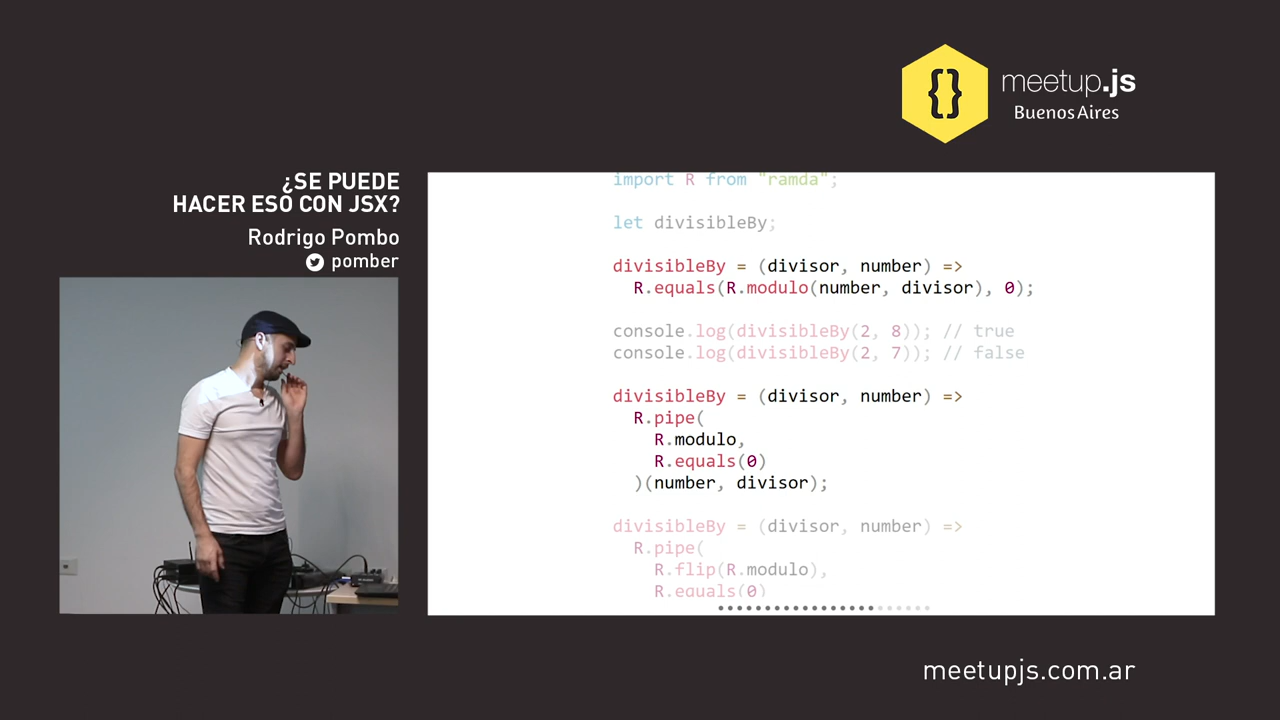 {} meetup.js
Buenos Aires
¿SE PUEDE
HACER ESO CON JSX?
Rodrigo Pombo
pomber
import R from "ramda";
let divisibleBy;
divisibleBy = (divisor, number) =>
  R.equals(R.modulo(number, divisor), 0);
console.log(divisibleBy(2, 8)); // true
console.log(divisibleBy(2, 7)); // false
divisibleBy = (divisor, number) =>
  R.pipe(
    R.modulo,
    R.equals(0)
  )(number, divisor);
divisibleBy = (divisor, number) =>
  R.pipe(
    R.flip(R.modulo),
    R.equals(0)
meetupjs.com.ar